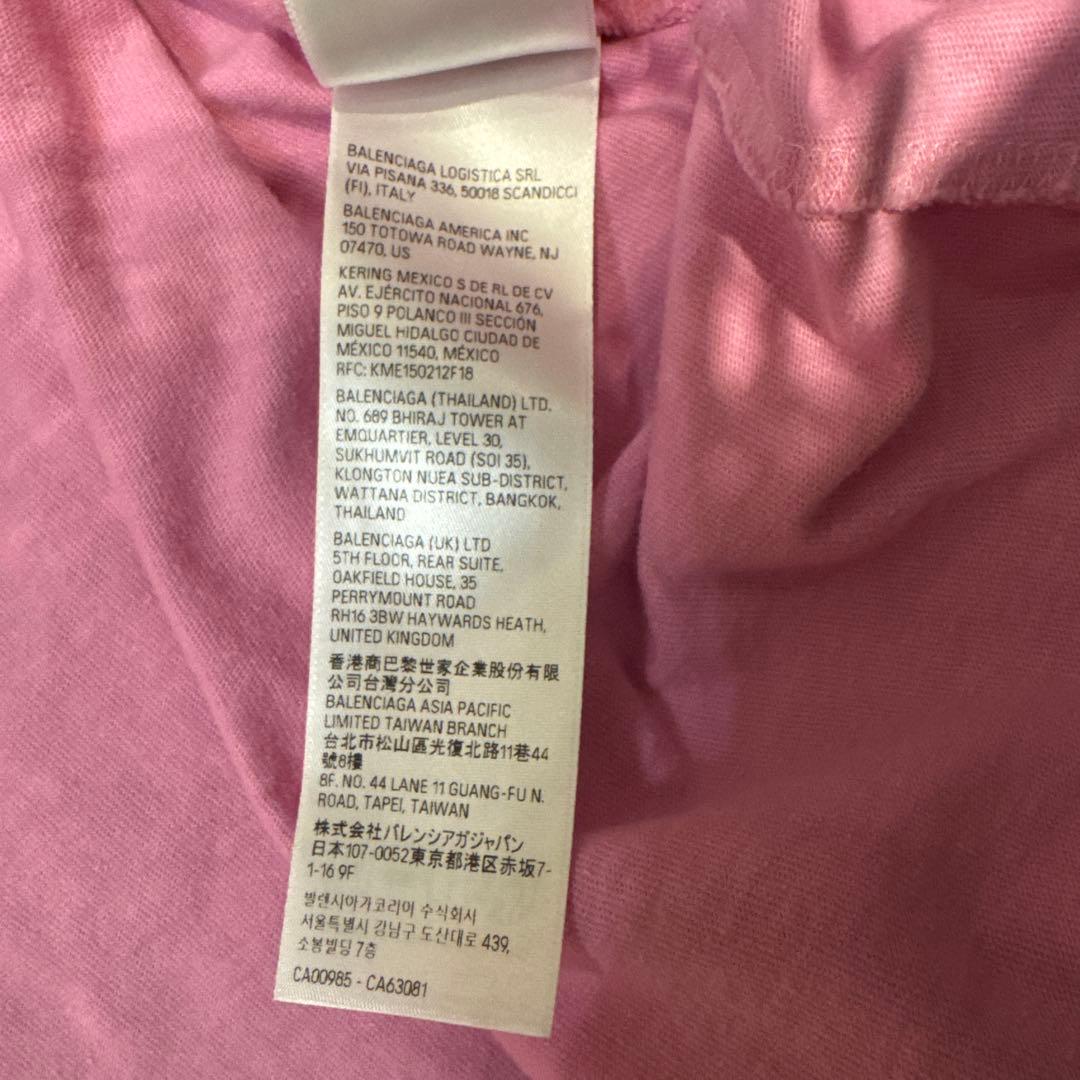 BALENCIAGA LOGISTICA SRL
VIA PISANA 336, 50018 SCANDICCI
(FI), ITALY
BALENCIAGA AMERICA INC
150 TOTOWA ROAD WAYNE, NJ
07470, US
KERING MEXICO S DE RL DE CV
AV. EJÉRCITO NACIONAL 676,
PISO 9 POLANCO III SECCIÓN
MIGUEL HIDALGO CIUDAD DE
MÉXICO 11540, MÉXICO
RFC: KME150212F18
BALENCIAGA (THAILAND) LTD.
NO. 689 BHIRAJ TOWER AT
EMQUARTIER, LEVEL 30,
SUKHUMVIT ROAD (SOI 35),
KLONGTON NUEA SUB-DISTRICT,
WATTANA DISTRICT, BANGKOK,
THAILAND
BALENCIAGA (UK) LTD
5TH FLOOR, REAR SUITE,
OAKFIELD HOUSE, 35
PERRYMOUNT ROAD
RH16 3BW HAYWARDS HEATH,
UNITED KINGDOM
香港商巴黎世家企業股份有限
公司台灣分公司
BALENCIAGA ASIA PACIFIC
LIMITED TAIWAN BRANCH
台北市松山區光復北路11巷44
號8樓
8F. NO. 44 LANE 11 GUANG-FU N.
ROAD, TAPEI, TAIWAN
株式会社バレンシアガジャパン
日本107-0052東京都港区赤坂7-
1-16 9F
발렌시아가코리아 수식회사
서울특별시 강남구 도산대로 439,
소봉빌딩 7층
CA00985 - CA63081